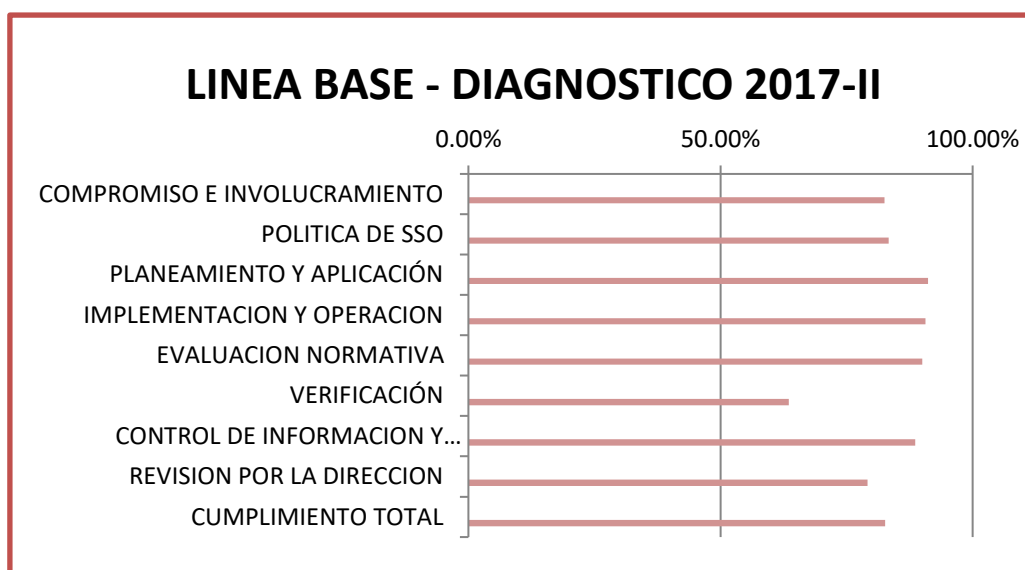 LINEA BASE - DIAGNOSTICO 2017-II
0.00% 50.00% 100.00%
COMPROMISO E INVOLUCRAMIENTO
POLITICA DE SSO
PLANEAMIENTO Y APLICACIÓN
IMPLEMENTACION Y OPERACION
EVALUACION NORMATIVA
VERIFICACIÓN
CONTROL DE INFORMACION Y...
REVISION POR LA DIRECCION
CUMPLIMIENTO TOTAL